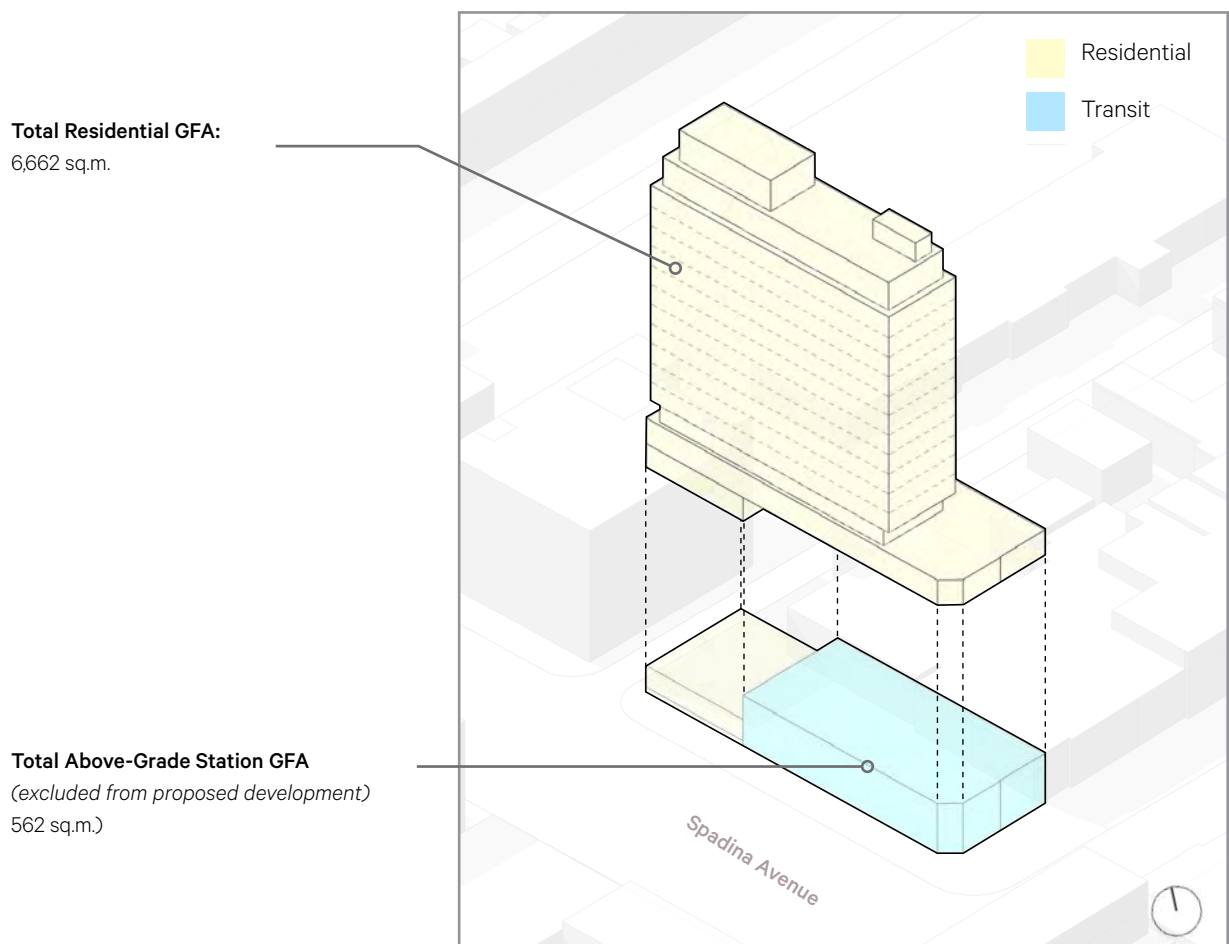 Residential
Transit
Total Residential GFA:
6,662 sq.m.
Total Above-Grade Station GFA
(excluded from proposed development)
562 sq.m.)
Spadina Avenue